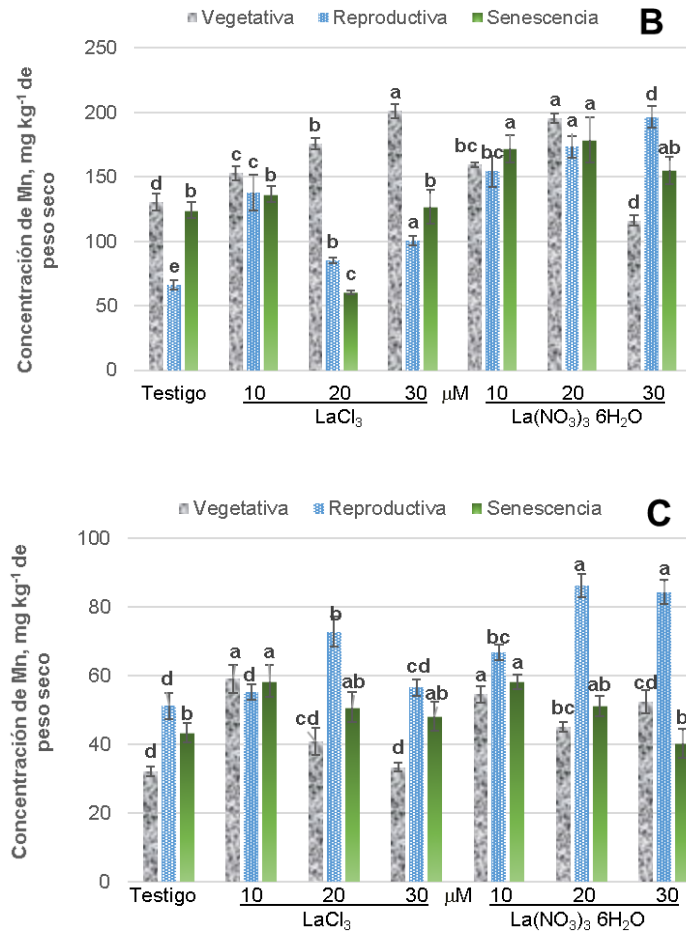 Vegetativa Reproductiva Senescencia B
250
200
150
100
50
0
Concentración de Mn, mg kg⁻¹ de
peso seco
d e b
c c b
b b c
a a b
bc bc a
a a a
d d ab
Testigo 10 20 30 μM 10 20 30
LaCl₃ La(NO₃)₃ 6H₂O
Vegetativa Reproductiva Senescencia C
100
80
60
40
20
0
Concentración de Mn, mg kg⁻¹ de
peso seco
d d b
a d a
cd b ab
d cd ab
a bc a
bc a ab
cd a b
Testigo 10 20 30 μM 10 20 30
LaCl₃ La(NO₃)₃ 6H₂O